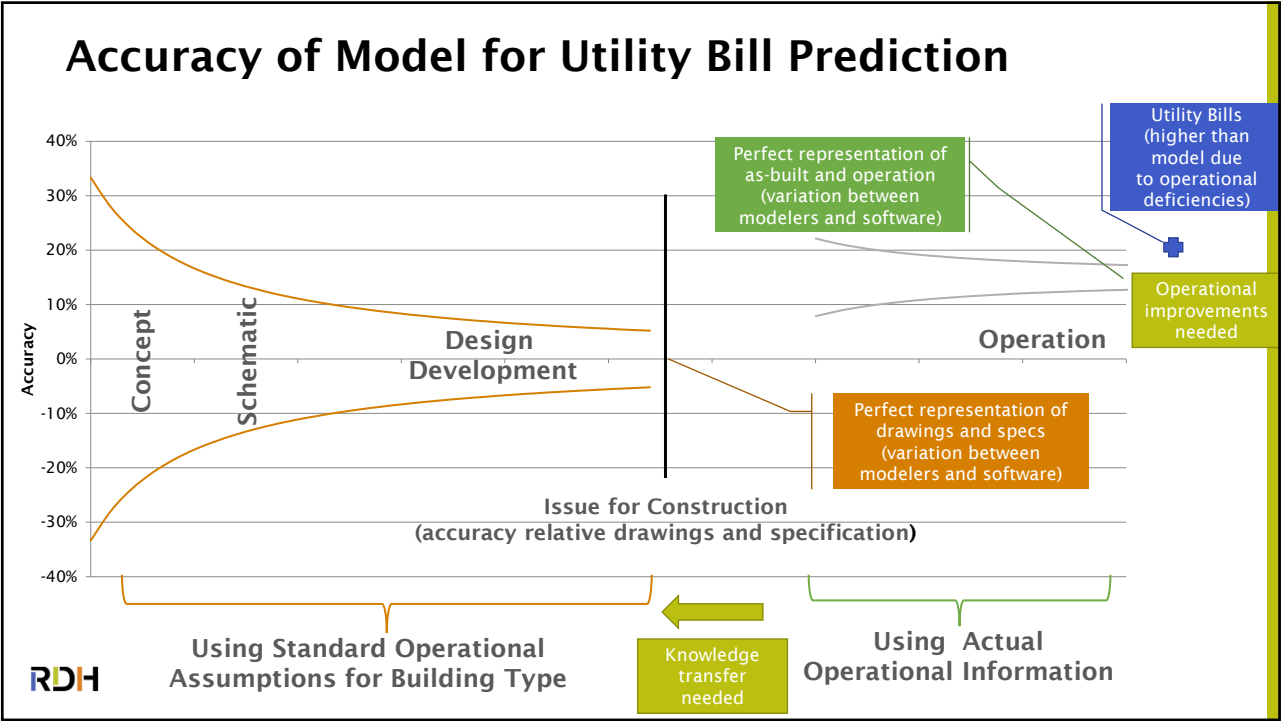 Accuracy of Model for Utility Bill Prediction
Utility Bills
(higher than
model due
to operational
deficiencies)
Perfect representation of
as-built and operation
(variation between
modelers and software)
40%
30%
20%
10%
0%
-10%
-20%
-30%
-40%
Accuracy
Concept
Schematic
Design
Development
Operation
Operational
improvements
needed
Perfect representation of
drawings and specs
(variation between
modelers and software)
Issue for Construction
(accuracy relative drawings and specification)
Using Standard Operational
Assumptions for Building Type
Knowledge
transfer
needed
Using Actual
Operational Information
RDH